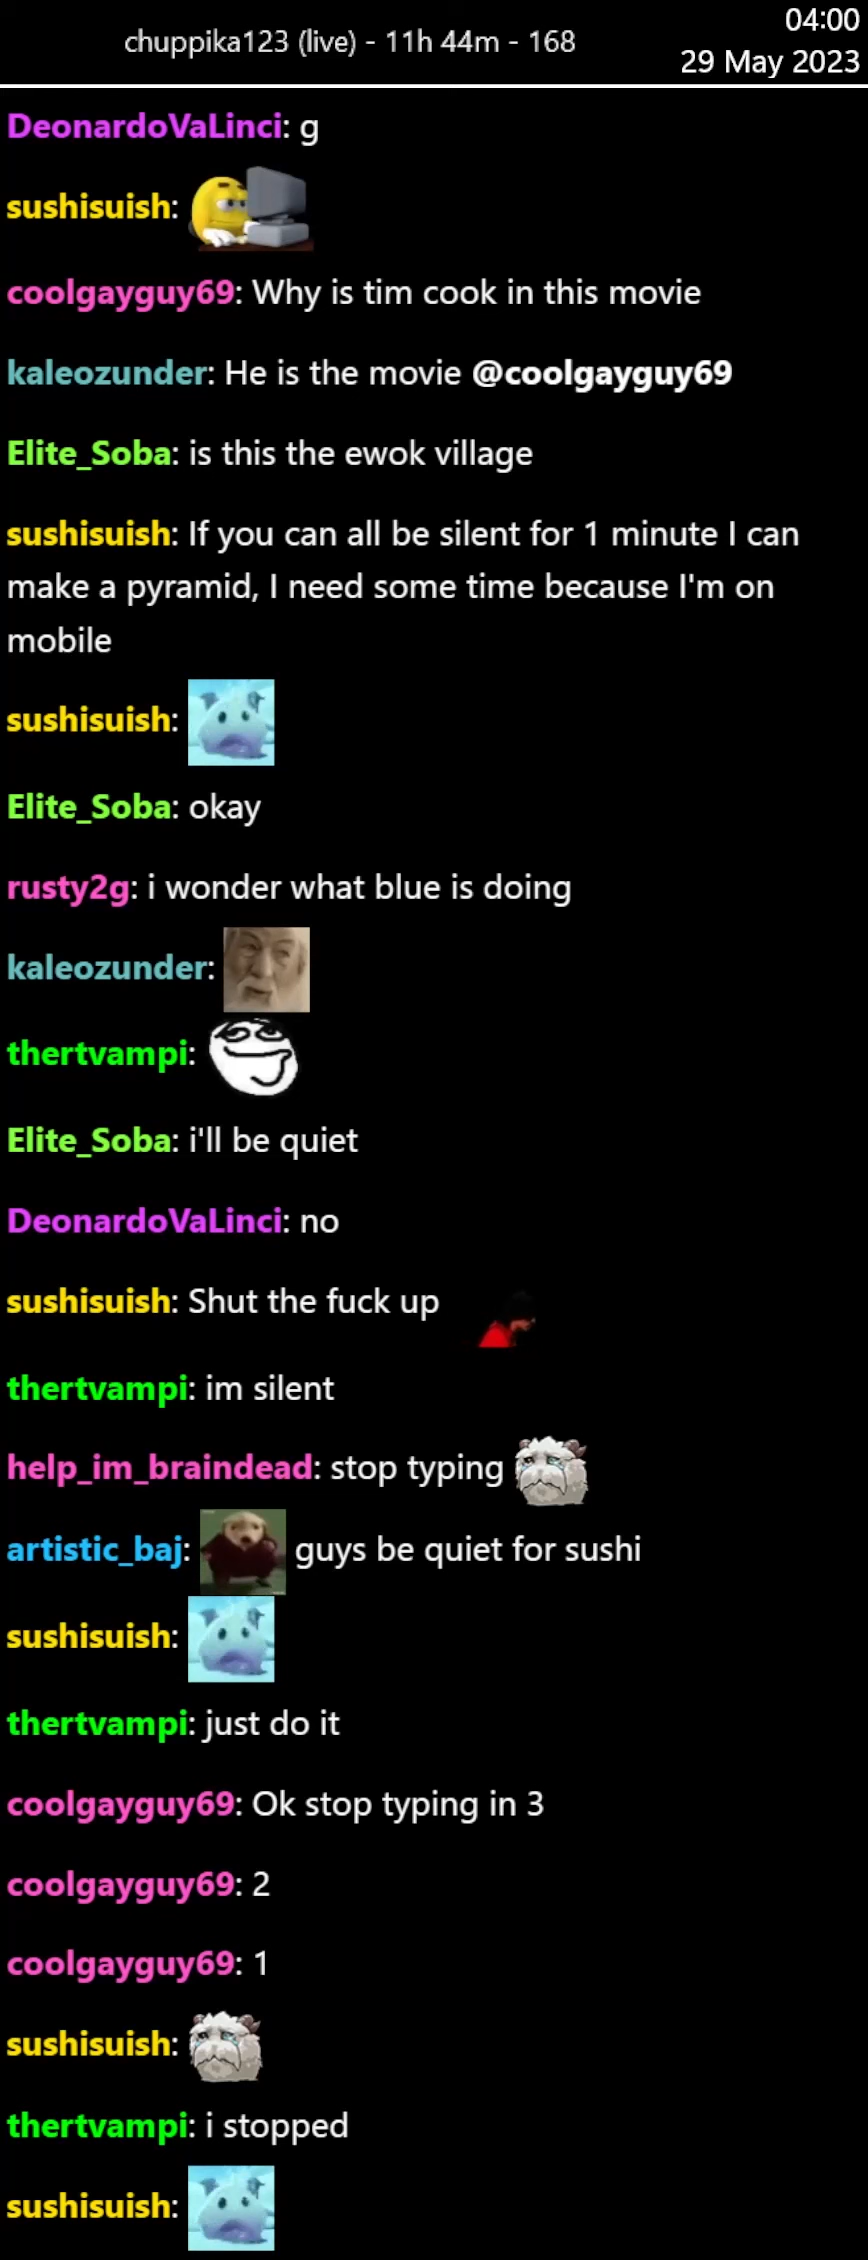 chuppika123 (live) - 11h 44m - 168
04:00
29 May 2023
DeonardoVaLinci: g
sushisuish:
coolgayguy69: Why is tim cook in this movie
kaleozunder: He is the movie @coolgayguy69
Elite_Soba: is this the ewok village
sushisuish: If you can all be silent for 1 minute I can
make a pyramid, I need some time because I'm on
mobile
sushisuish:
Elite_Soba: okay
rusty2g: i wonder what blue is doing
kaleozunder:
thertvampi:
Elite_Soba: i'll be quiet
DeonardoVaLinci: no
sushisuish: Shut the fuck up
thertvampi: im silent
help_im_braindead: stop typing
artistic_baj: guys be quiet for sushi
sushisuish:
thertvampi: just do it
coolgayguy69: Ok stop typing in 3
coolgayguy69: 2
coolgayguy69: 1
sushisuish:
thertvampi: i stopped
sushisuish: